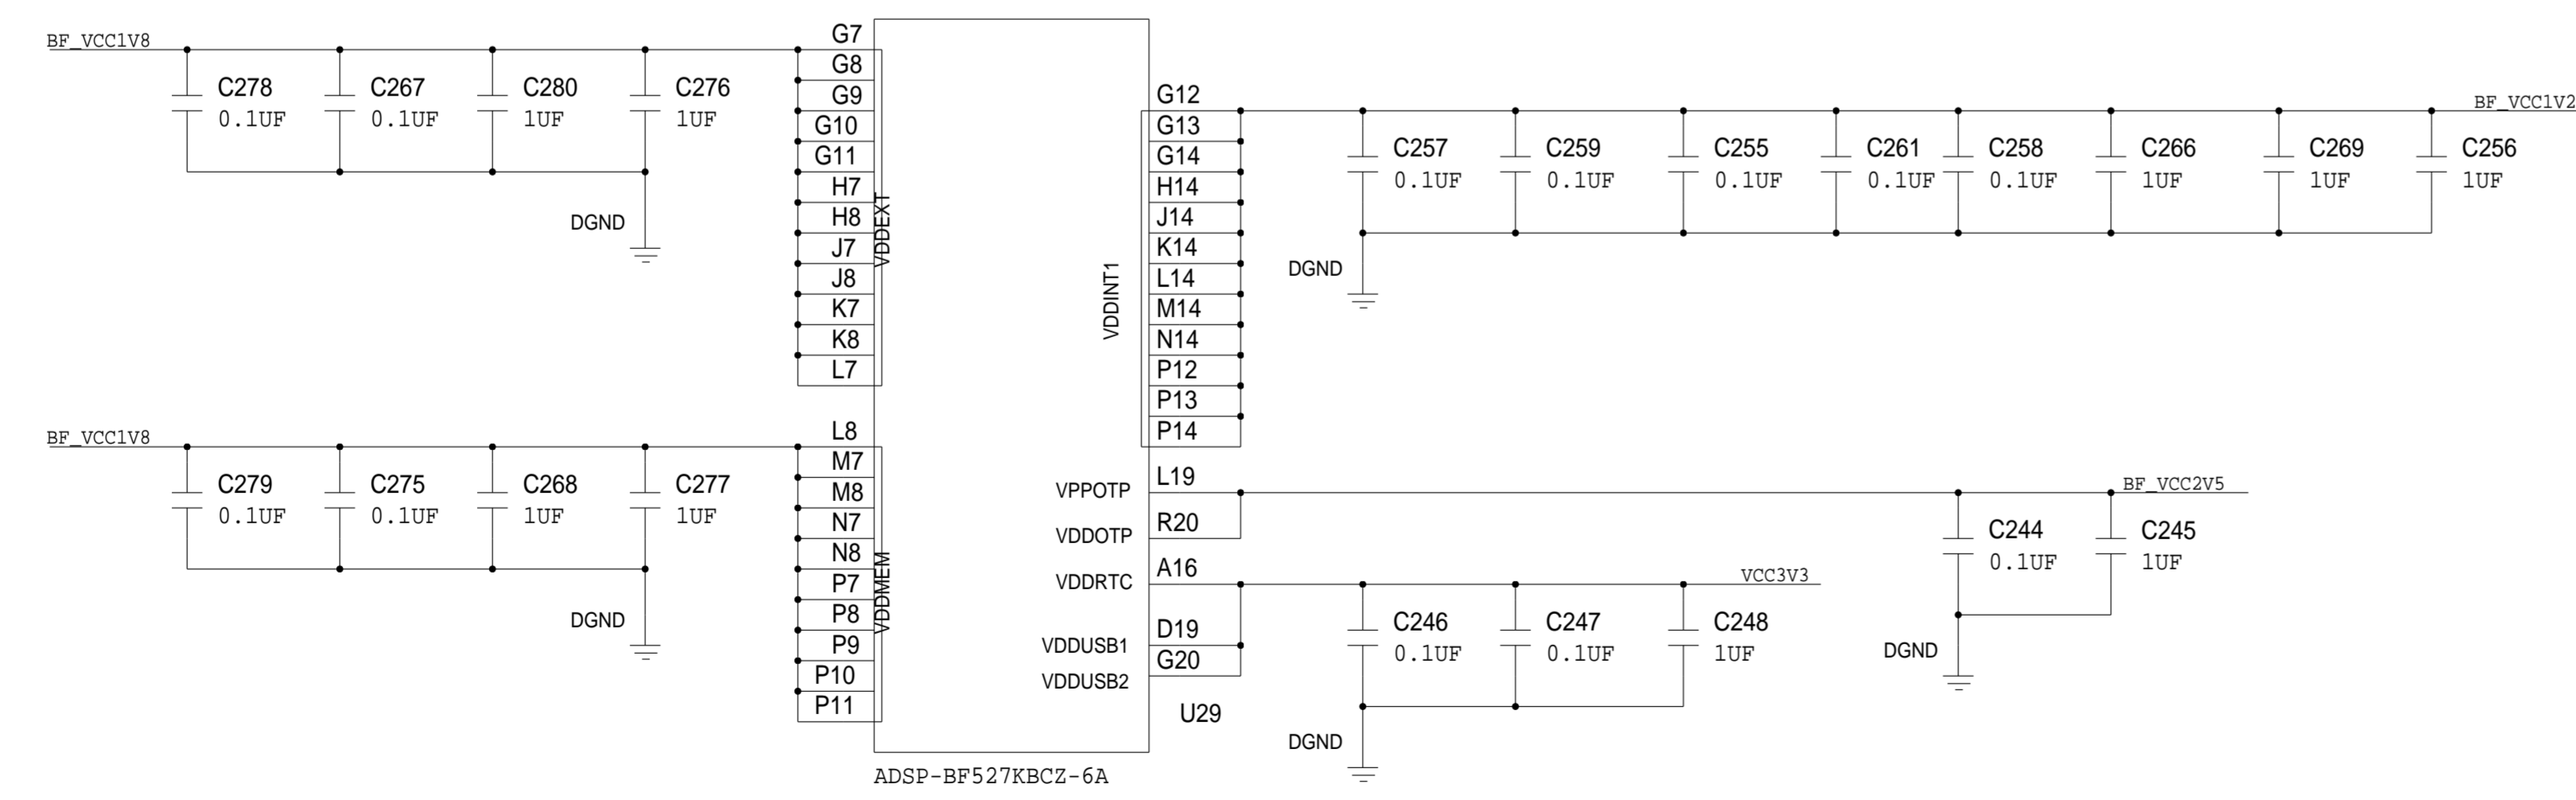 BF_VCC1V8
C278
0.1UF
C267
0.1UF
C280
1UF
C276
1UF
DGND
G7
G8
G9
G10
G11
H7
H8
J7
J8
K7
K8
L7
VDDEXT
BF_VCC1V8
C279
0.1UF
C275
0.1UF
C268
1UF
C277
1UF
DGND
L8
M7
M8
N7
N8
P7
P8
P9
P10
P11
VDDMEM
VDDINT1
G12
G13
G14
H14
J14
K14
L14
M14
N14
P12
P13
P14
BF_VCC1V2
C257
0.1UF
C259
0.1UF
C255
0.1UF
C261
0.1UF
C258
0.1UF
C266
1UF
C269
1UF
C256
1UF
DGND
VPPOTP
L19
VDDOTP
R20
BF_VCC2V5
C244
0.1UF
C245
1UF
DGND
VDDRTC
A16
VDDUSB1
D19
VDDUSB2
G20
VCC3V3
C246
0.1UF
C247
0.1UF
C248
1UF
DGND
U29
ADSP-BF527KBCZ-6A